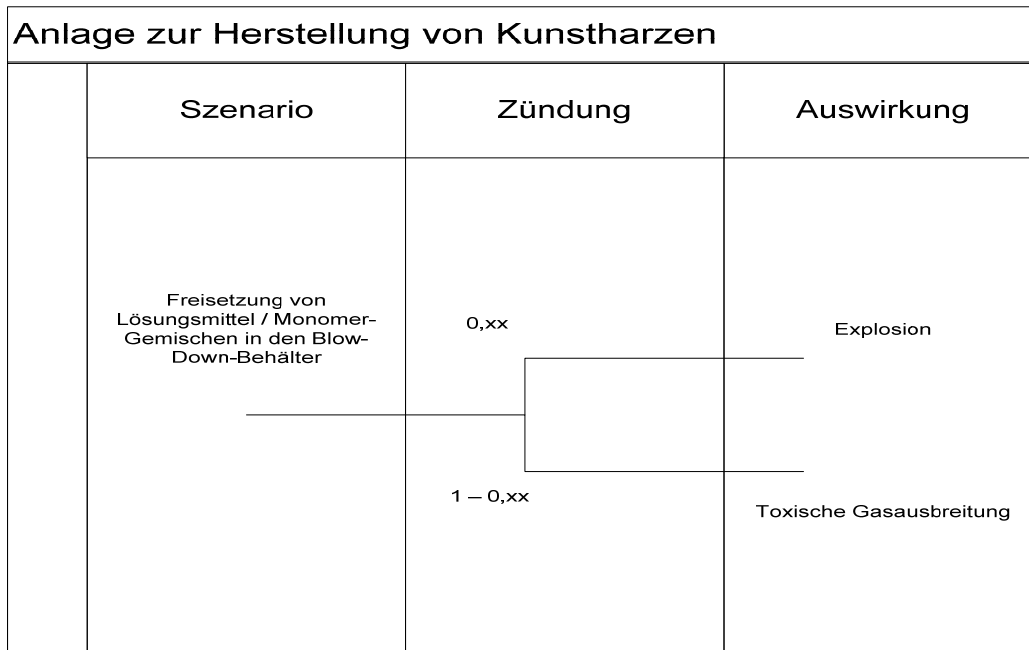 Anlage zur Herstellung von Kunstharzen
Szenario
Zündung
Auswirkung
Freisetzung von
Lösungsmittel / Monomer-
Gemischen in den Blow-
Down-Behälter
0,xx
Explosion
1 – 0,xx
Toxische Gasausbreitung